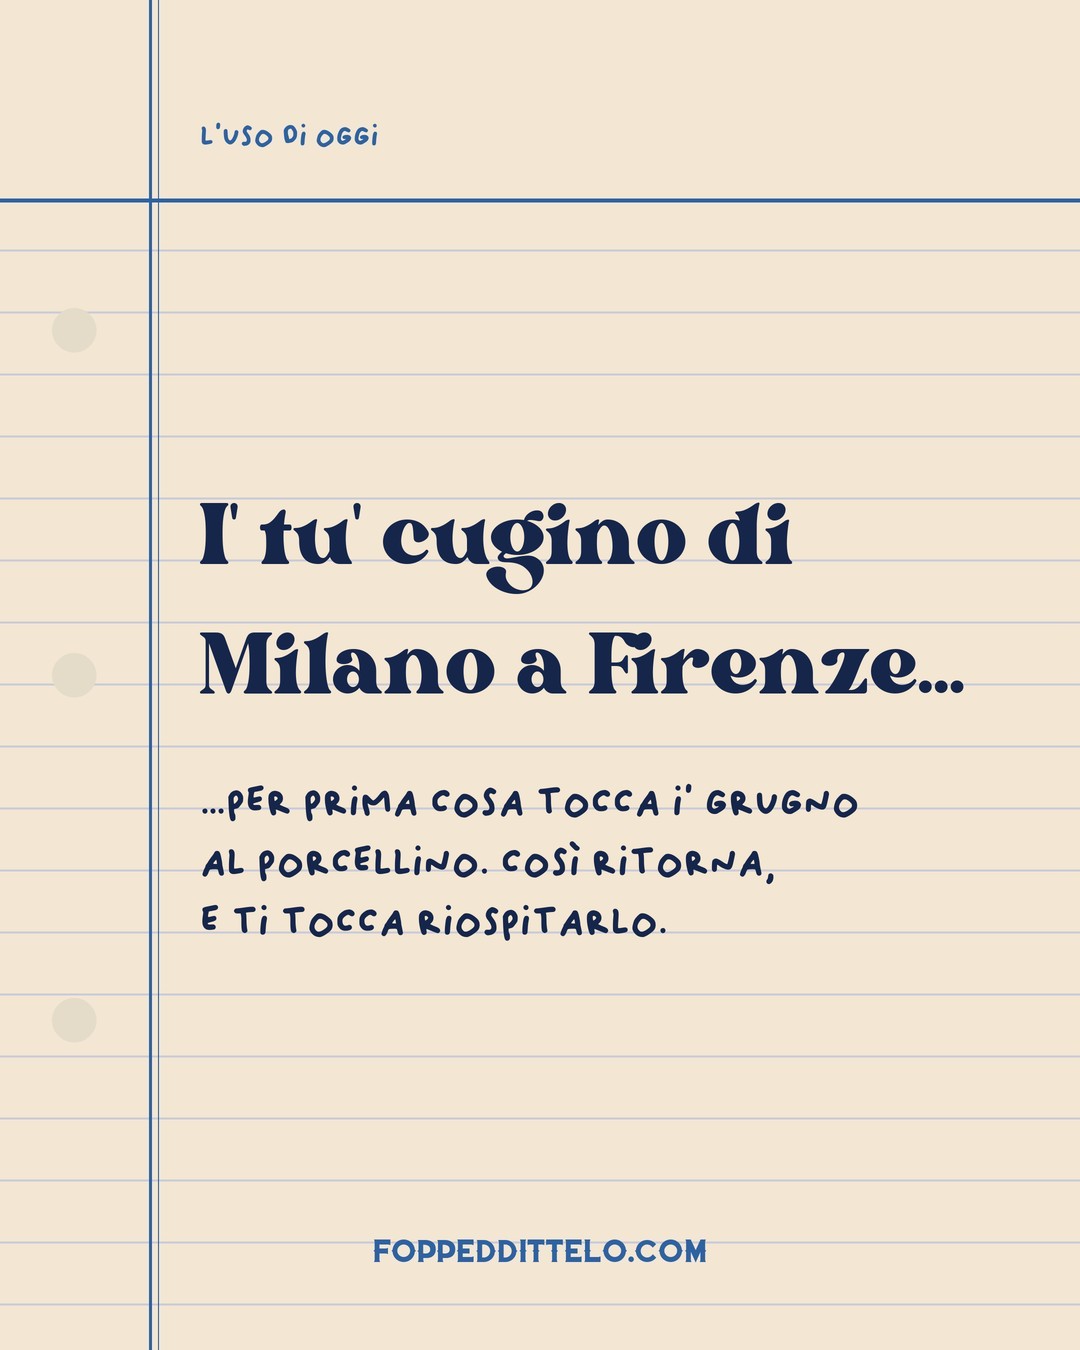 L'USO Di OGGi
I' tu' cugino di
Milano a Firenze...
...PER PRiMA COSA TOCCA i' GRUGNO
AL PORCELLiNO. COSÌ RiTORNA,
E Ti TOCCA RiOSPiTARLO.
FOPPEDDITTELO.COM